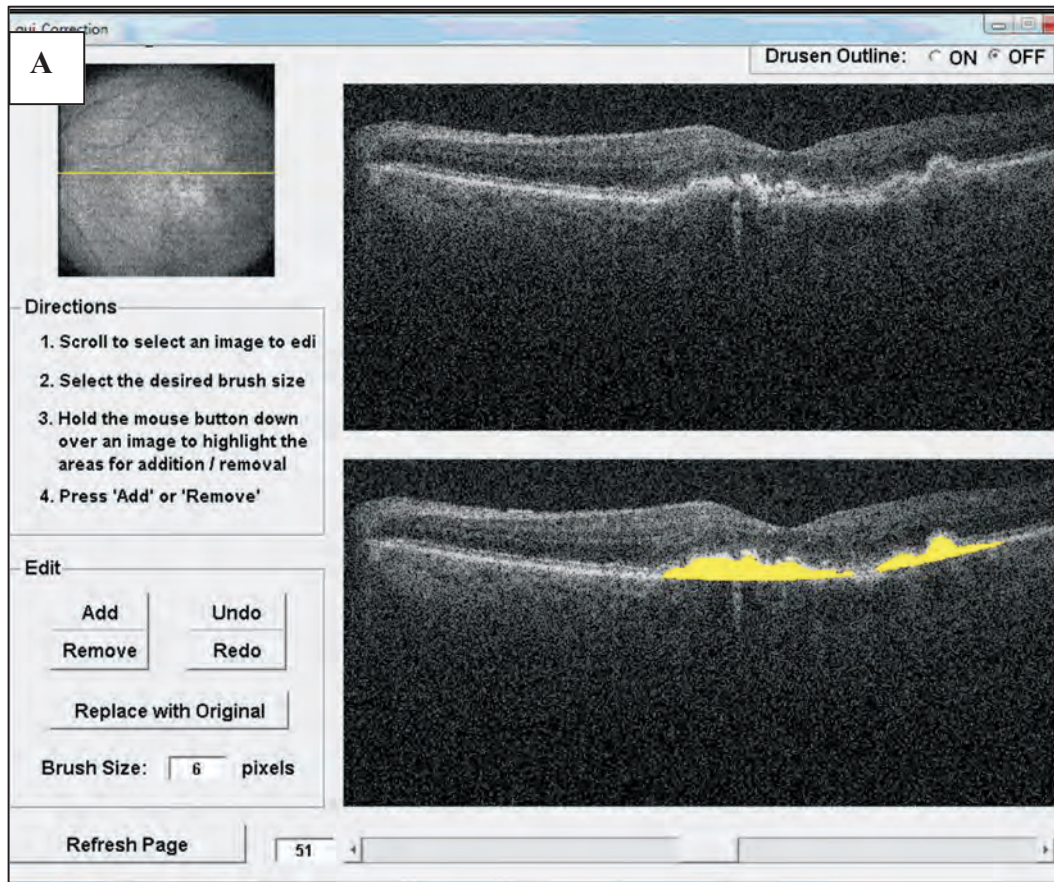 gui Correction
A
Drusen Outline: ON OFF
Directions
1. Scroll to select an image to edi
2. Select the desired brush size
3. Hold the mouse button down
over an image to highlight the
areas for addition / removal
4. Press 'Add' or 'Remove'
Edit
Add Undo
Remove Redo
Replace with Original
Brush Size: 6 pixels
Refresh Page 51